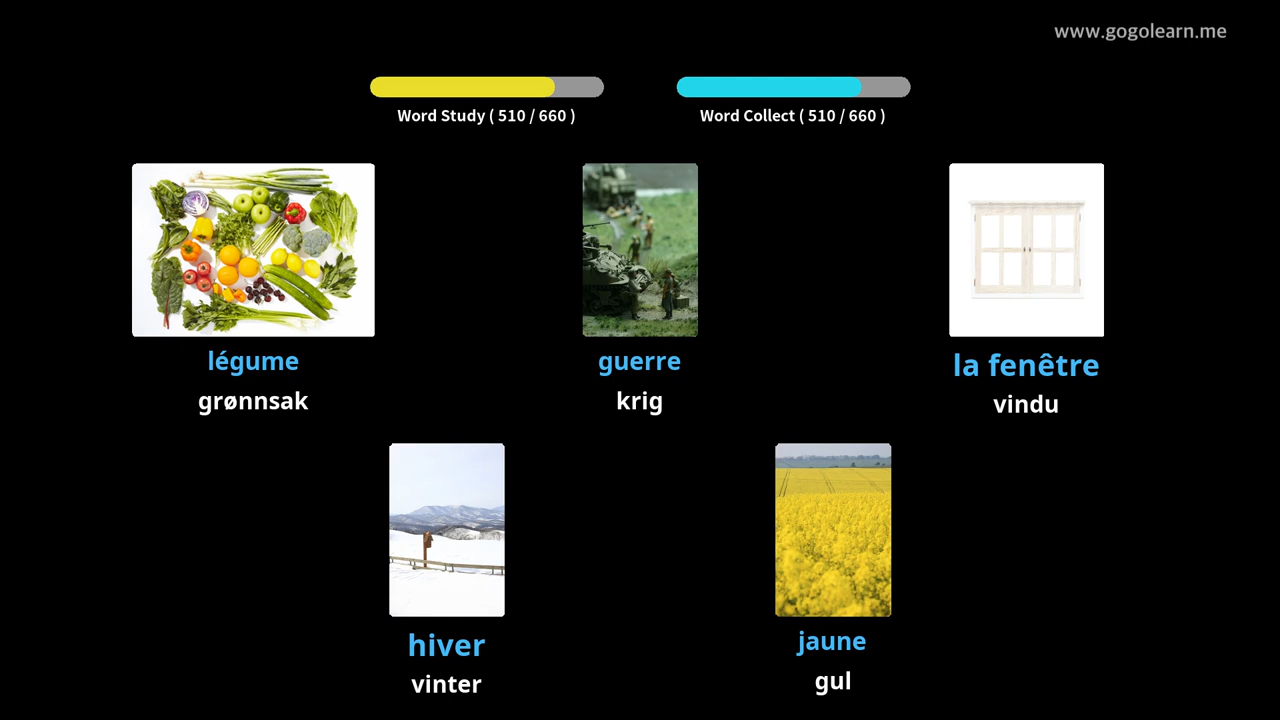 www.gogolearn.me
Word Study ( 510 / 660 )
Word Collect ( 510 / 660 )
légume
grønnsak
guerre
krig
la fenêtre
vindu
hiver
vinter
jaune
gul